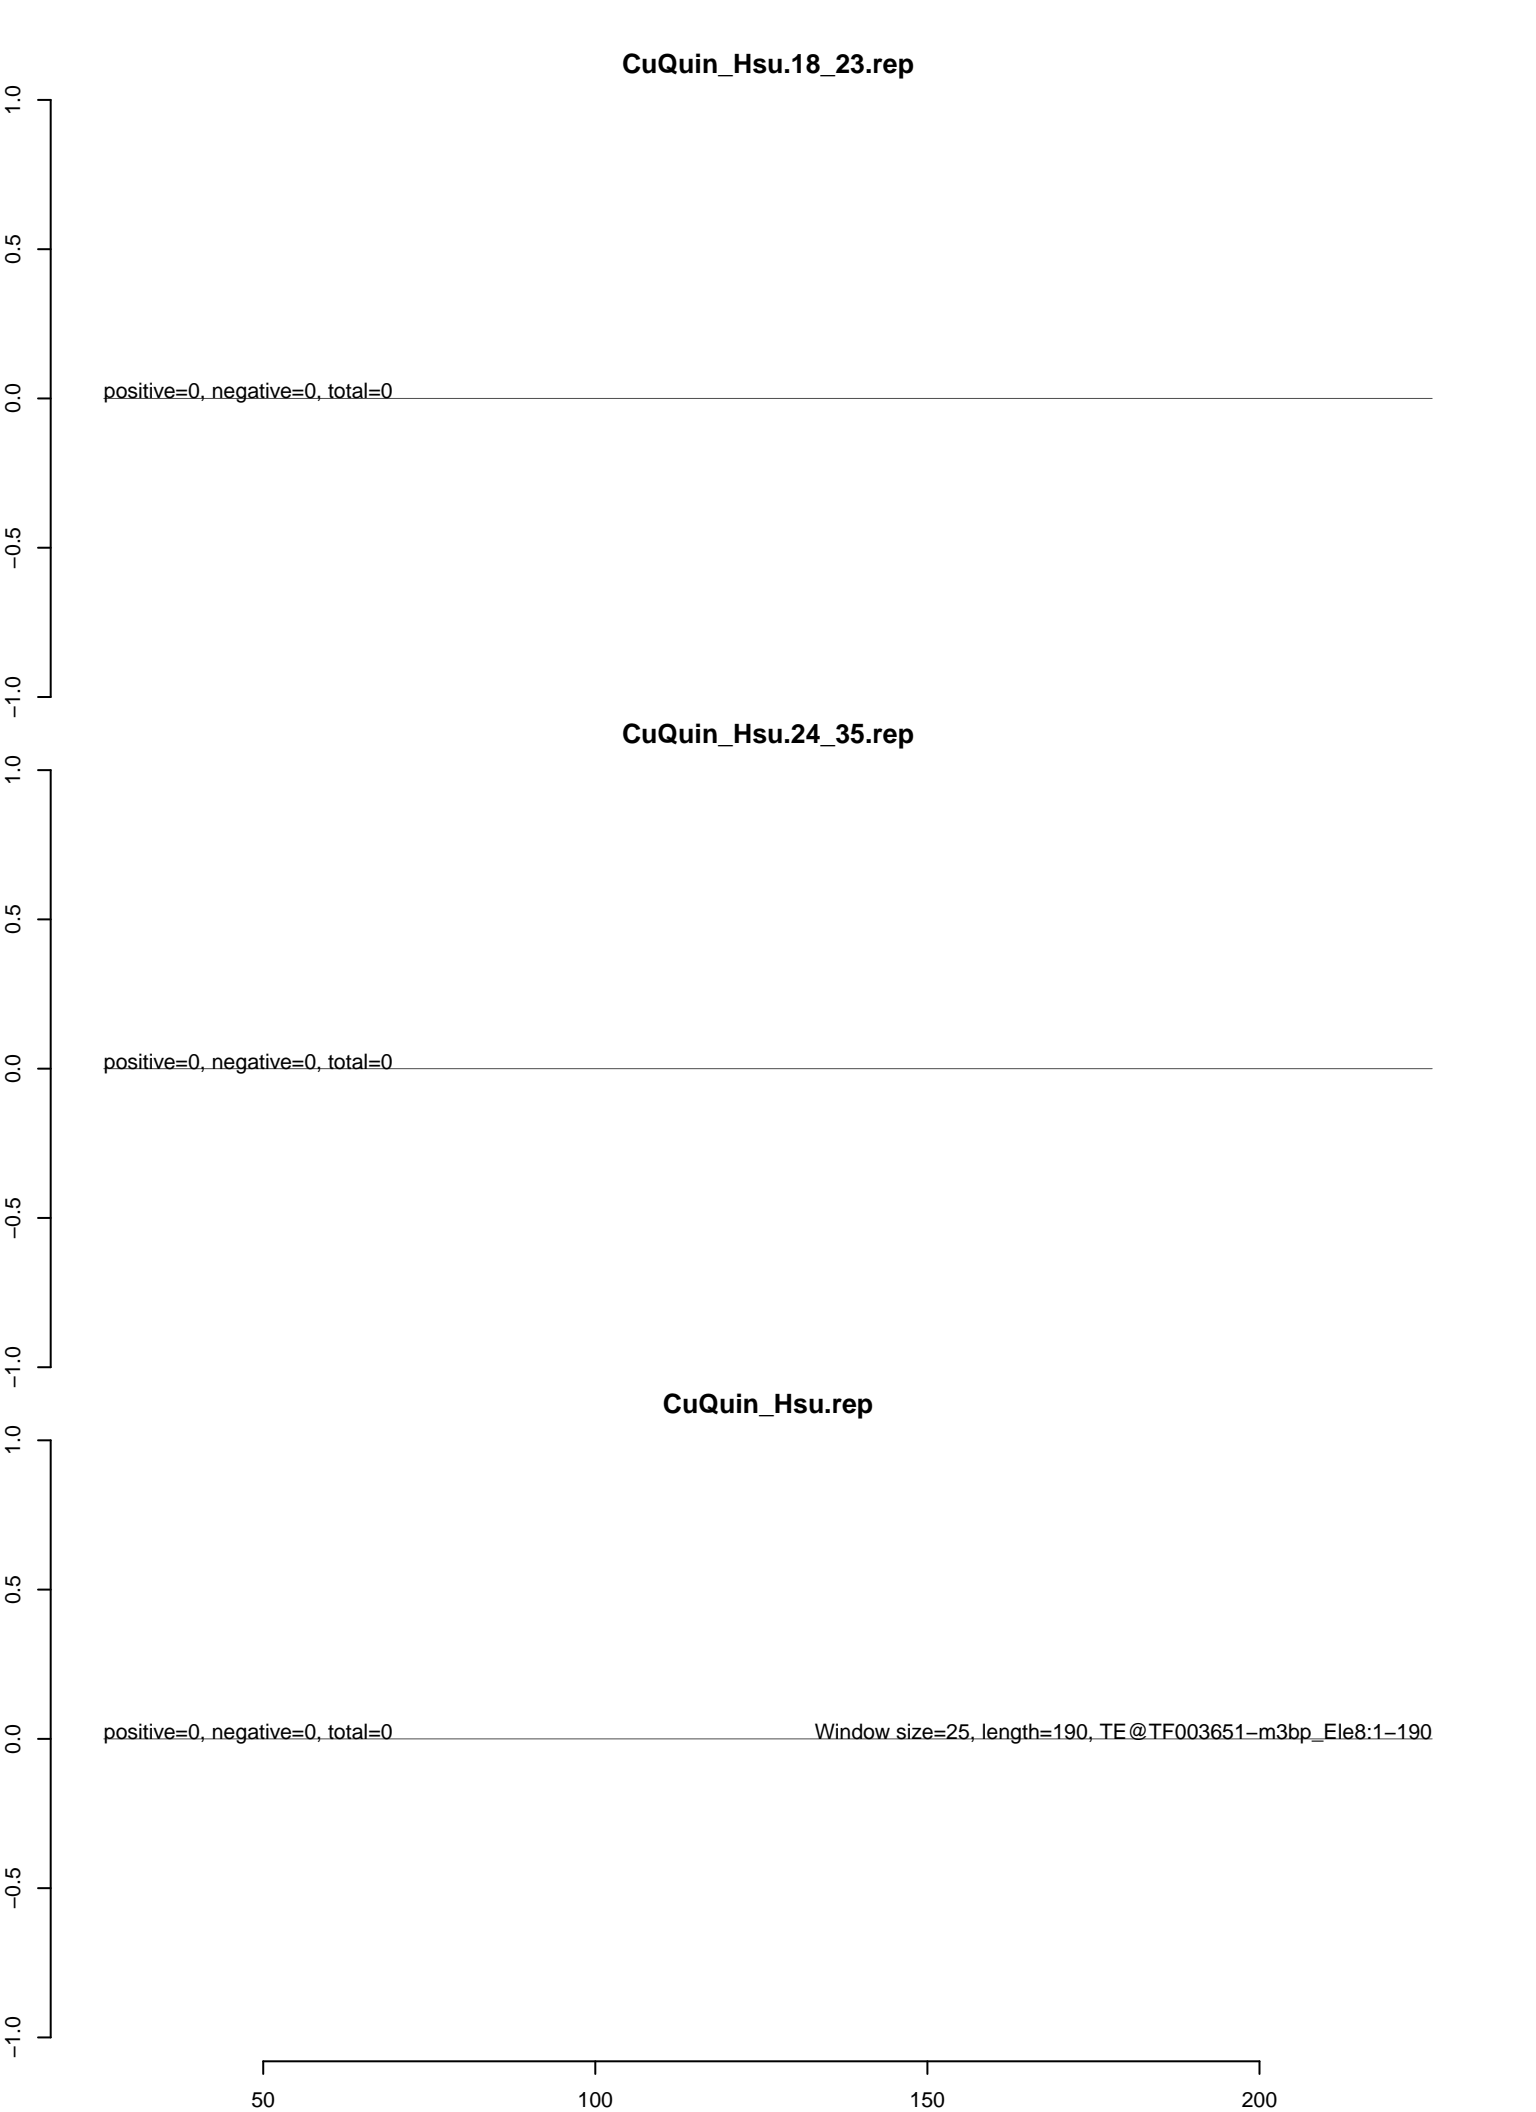 CuQuin_Hsu.18_23.rep
1.0
0.5
positive=0, negative=0, total=0
0.0
−0.5
−1.0
CuQuin_Hsu.24_35.rep
1.0
0.5
positive=0, negative=0, total=0
0.0
−0.5
−1.0
CuQuin_Hsu.rep
1.0
0.5
positive=0, negative=0, total=0
Window size=25, length=190, TE@TF003651−m3bp_Ele8:1−190
0.0
−0.5
−1.0
50 100 150 200